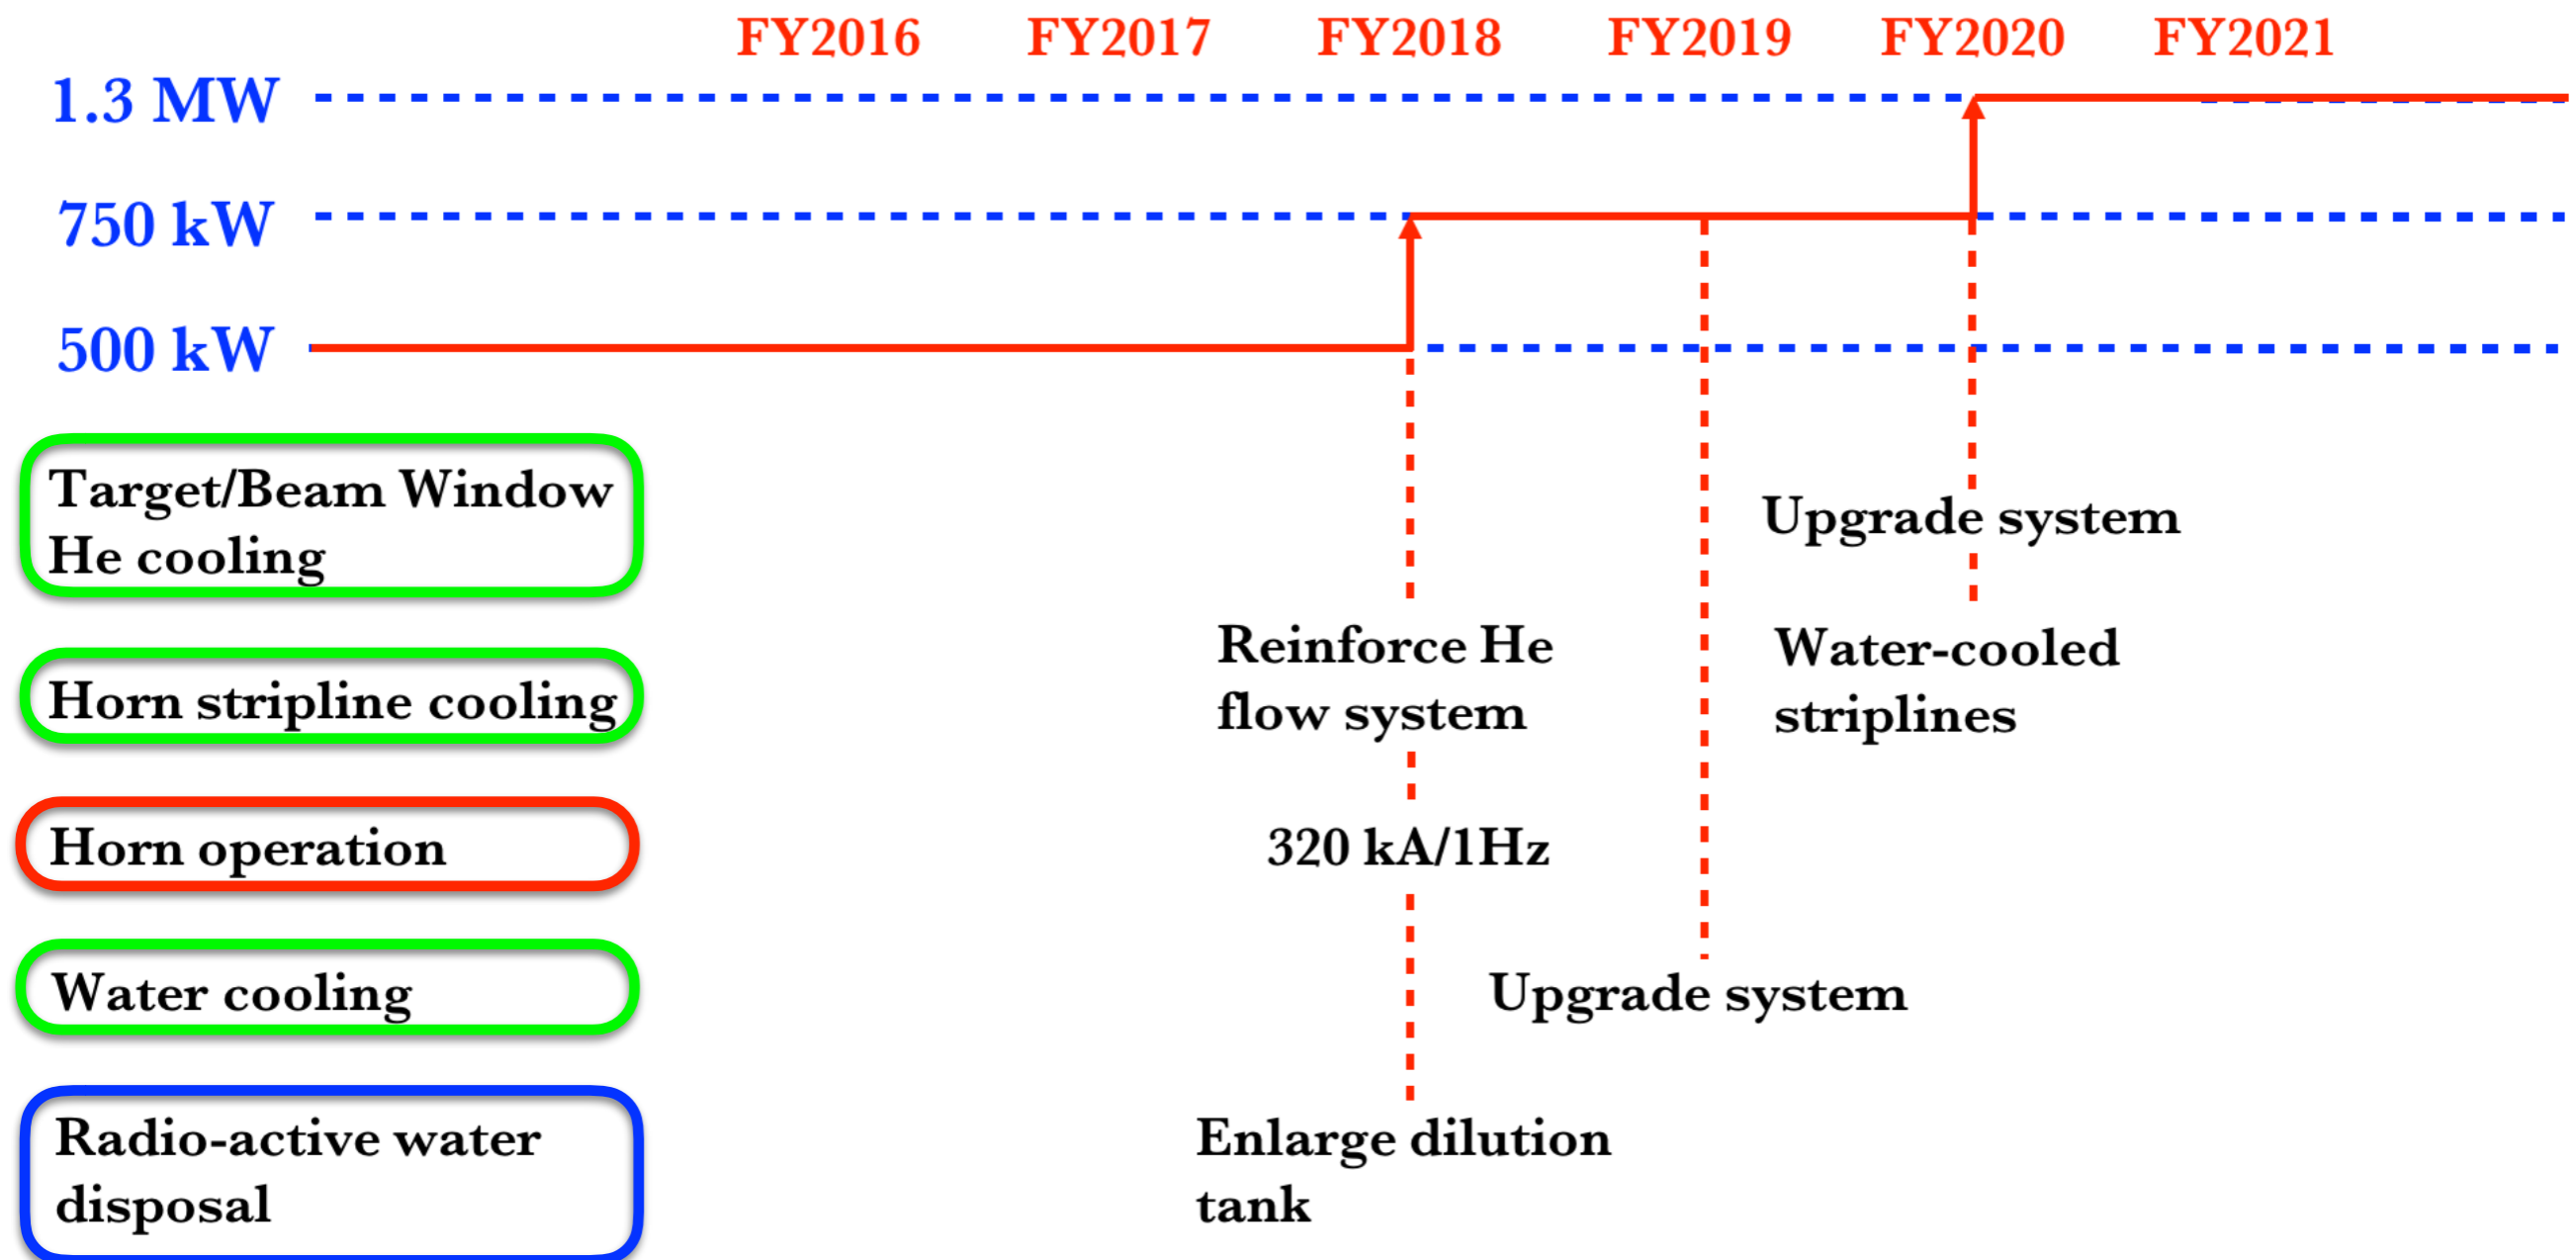 FY2016 FY2017 FY2018 FY2019 FY2020 FY2021
1.3 MW
750 kW
500 kW
Target/Beam Window
He cooling
Upgrade system
Horn stripline cooling
Reinforce He
flow system
Water-cooled
striplines
Horn operation
320 kA/1Hz
Water cooling
Upgrade system
Radio-active water
disposal
Enlarge dilution
tank